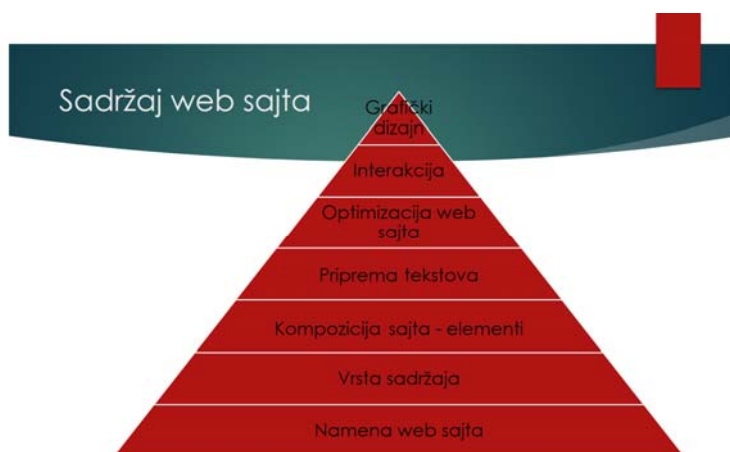 Sadržaj web sajta
Grafički
dizajn
Interakcija
Optimizacija web
sajta
Priprema tekstova
Kompozicija sajta - elementi
Vrsta sadržaja
Namena web sajta